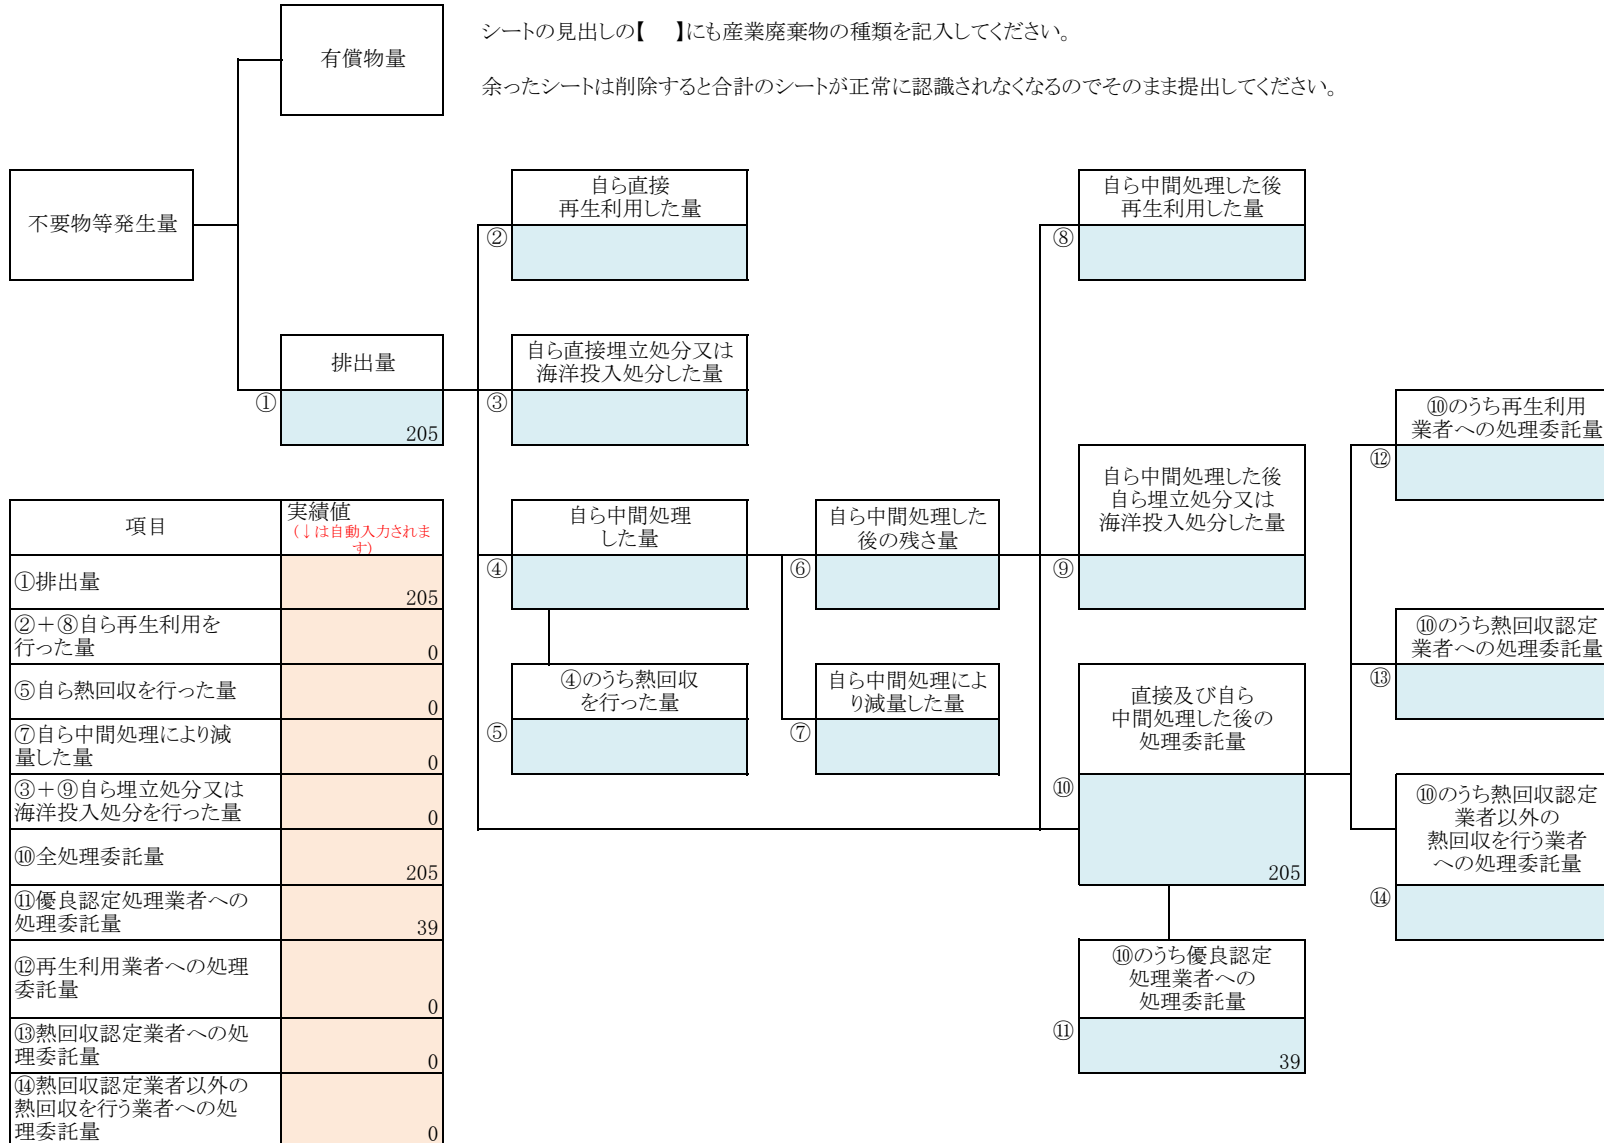 シートの見出しの【　】にも産業廃棄物の種類を記入してください。
余ったシートは削除すると合計のシートが正常に認識されなくなるのでそのまま提出してください。
有償物量
不要物等発生量
自ら直接
再生利用した量
②
自ら中間処理した後
再生利用した量
⑧
排出量
①
205
自ら直接埋立処分又は
海洋投入処分した量
③
⑩のうち再生利用
業者への処理委託量
⑫
自ら中間処理
した量
④
自ら中間処理した
後の残さ量
⑥
自ら中間処理した後
自ら埋立処分又は
海洋投入処分した量
⑨
⑩のうち熱回収認定
業者への処理委託量
⑬
④のうち熱回収
を行った量
⑤
自ら中間処理によ
り減量した量
⑦
直接及び自ら
中間処理した後の
処理委託量
⑩
205
⑩のうち熱回収認定
業者以外の
熱回収を行う業者
への処理委託量
⑭
⑩のうち優良認定
処理業者への
処理委託量
⑪
39
項目
実績値
(↓は自動入力されま
す)
①排出量
205
②+⑧自ら再生利用を
行った量
0
⑤自ら熱回収を行った量
0
⑦自ら中間処理により減
量した量
0
③+⑨自ら埋立処分又は
海洋投入処分を行った量
0
⑩全処理委託量
205
⑪優良認定処理業者への
処理委託量
39
⑫再生利用業者への処理
委託量
0
⑬熱回収認定業者への処
理委託量
0
⑭熱回収認定業者以外の
熱回収を行う業者への処
理委託量
0